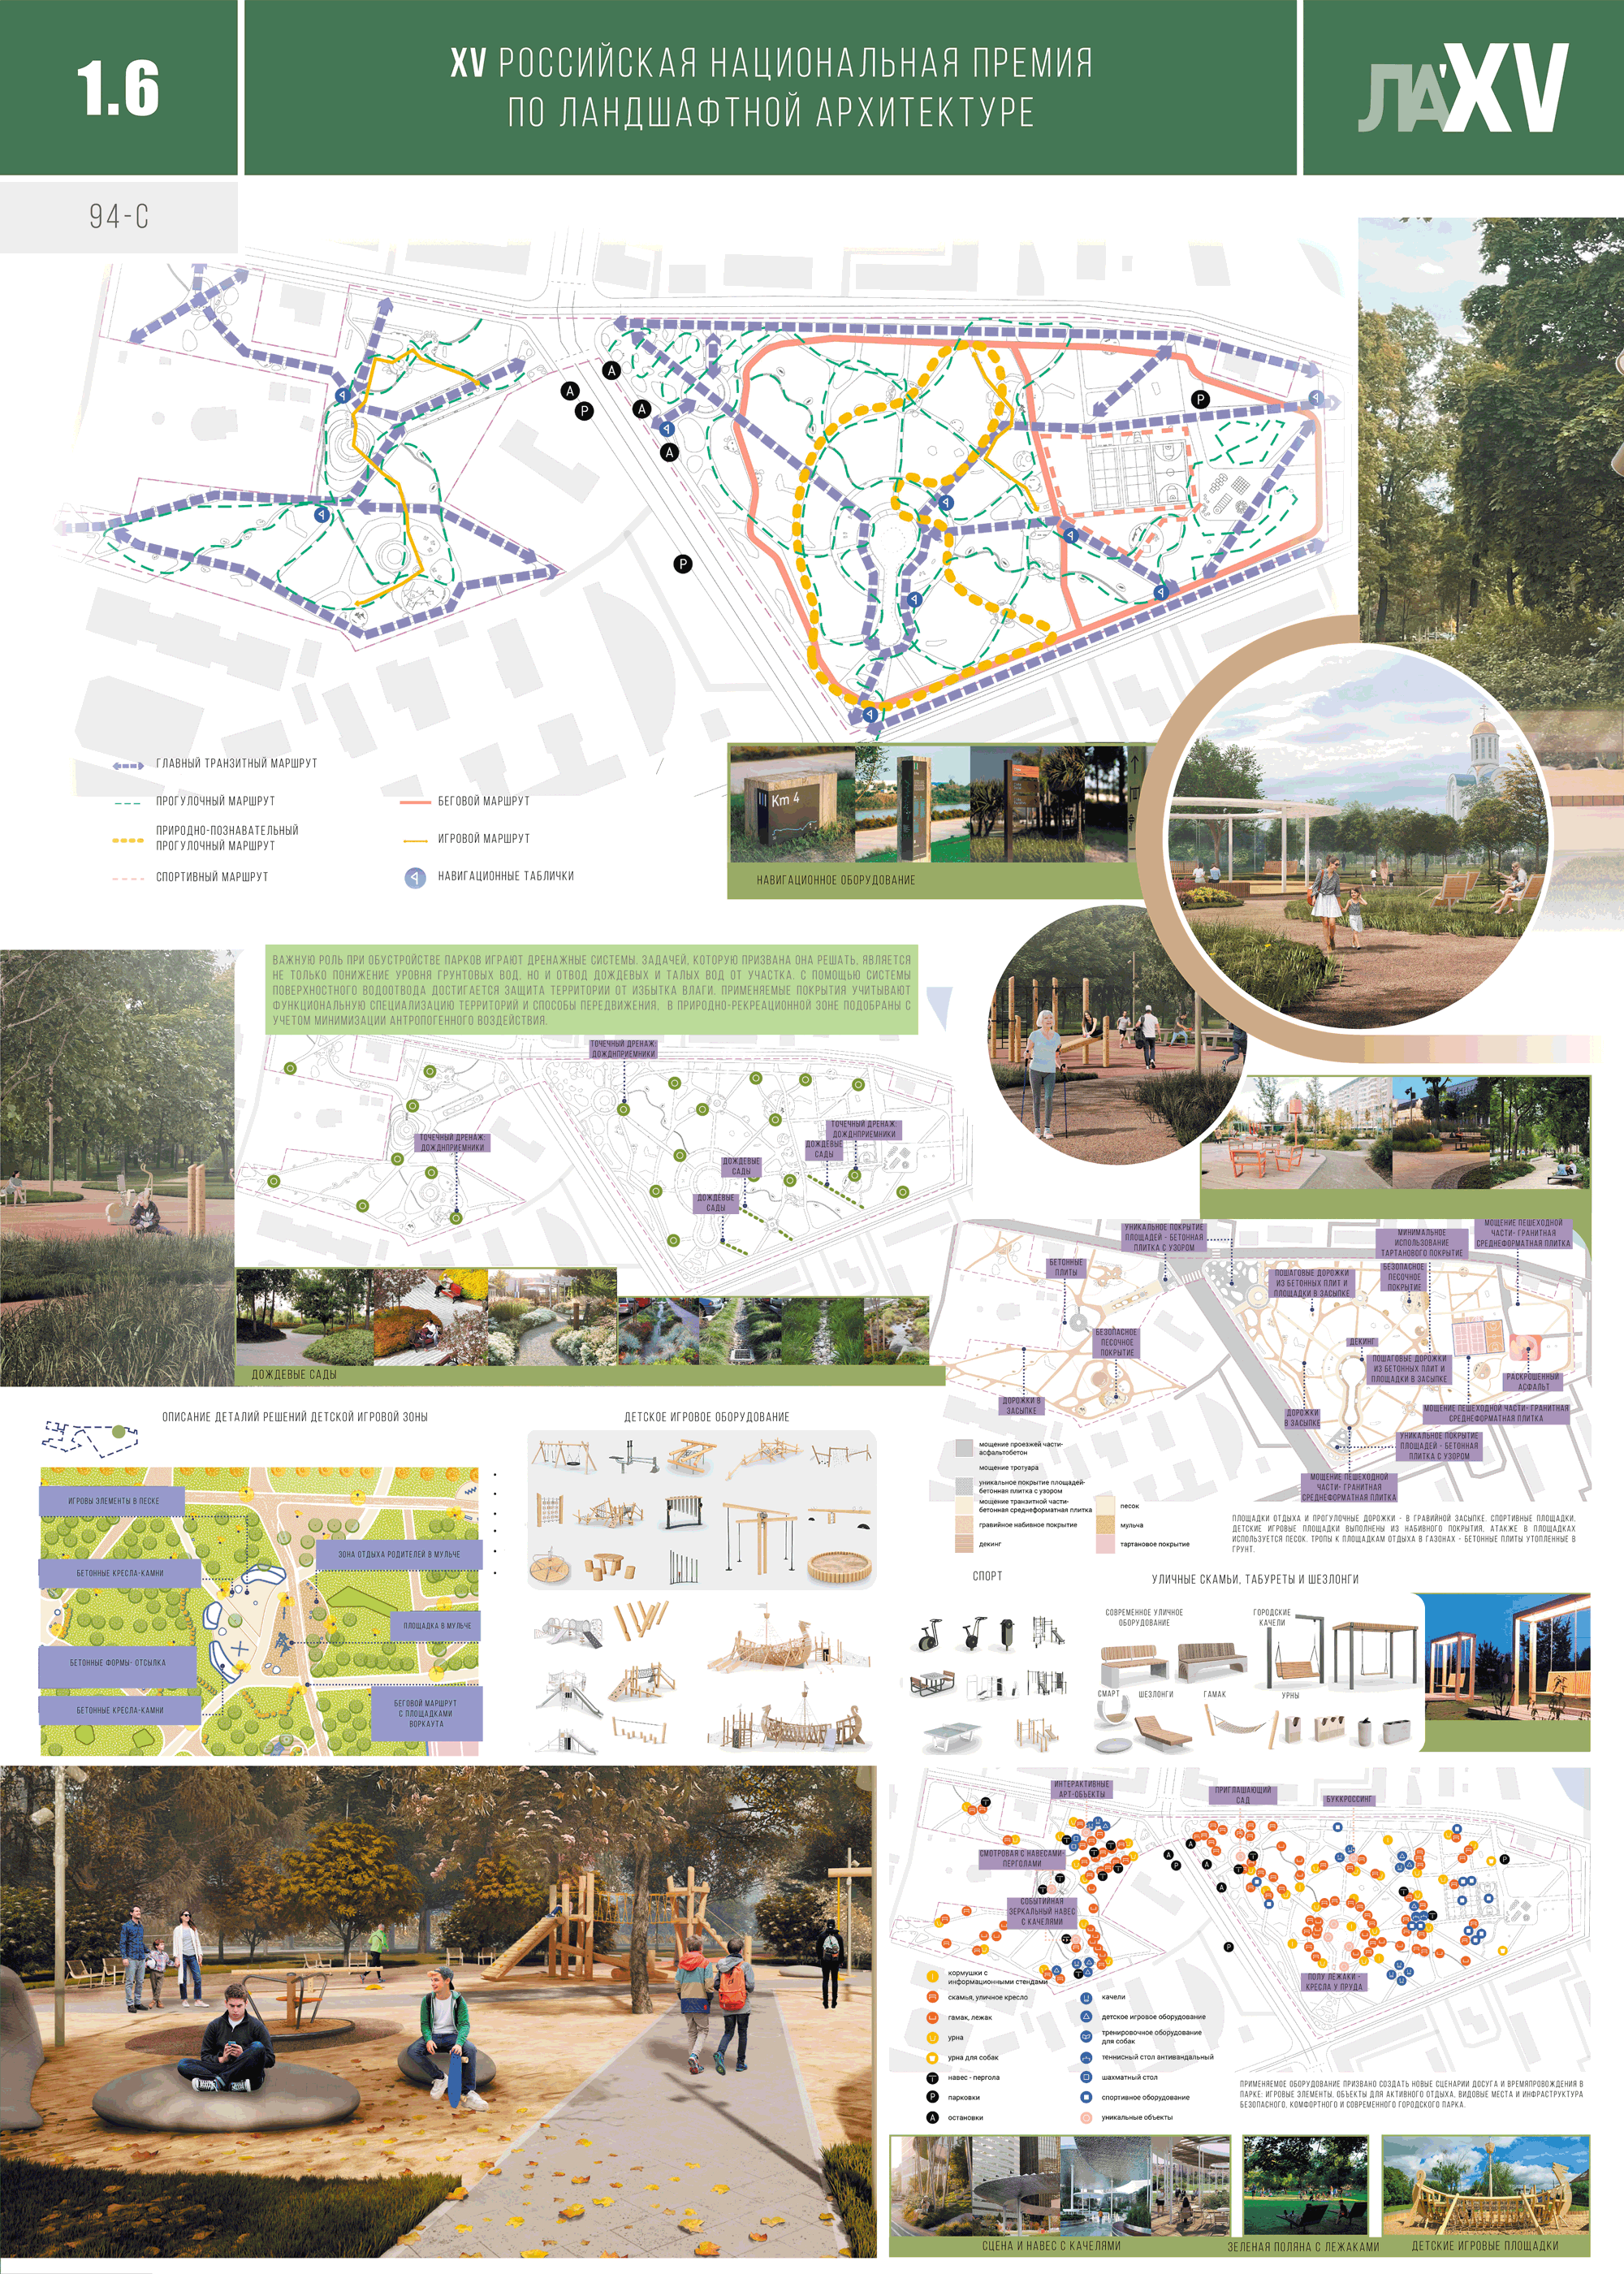 1.6
XV РОССИЙСКАЯ НАЦИОНАЛЬНАЯ ПРЕМИЯ
ПО ЛАНДШАФТНОЙ АРХИТЕКТУРЕ
ЛА'XV
94-С
А
А
Р
А
А
Р
Р
ГЛАВНЫЙ ТРАНЗИТНЫЙ МАРШРУТ
ПРОГУЛОЧНЫЙ МАРШРУТ
ПРИРОДНО-ПОЗНАВАТЕЛЬНЫЙ
ПРОГУЛОЧНЫЙ МАРШРУТ
СПОРТИВНЫЙ МАРШРУТ
БЕГОВОЙ МАРШРУТ
ИГРОВОЙ МАРШРУТ
НАВИГАЦИОННЫЕ ТАБЛИЧКИ
Km 4
НАВИГАЦИОННОЕ ОБОРУДОВАНИЕ
ВАЖНУЮ РОЛЬ ПРИ ОБУСТРОЙСТВЕ ПАРКОВ ИГРАЮТ ДРЕНАЖНЫЕ СИСТЕМЫ. ЗАДАЧЕЙ, КОТОРУЮ ПРИЗВАНА ОНА РЕШАТЬ, ЯВЛЯЕТСЯ
НЕ ТОЛЬКО ПОНИЖЕНИЕ УРОВНЯ ГРУНТОВЫХ ВОД, НО И ОТВОД ДОЖДЕВЫХ И ТАЛЫХ ВОД ОТ УЧАСТКА. С ПОМОЩЬЮ СИСТЕМЫ
ПОВЕРХНОСТНОГО ВОДООТВОДА ДОСТИГАЕТСЯ ЗАЩИТА ТЕРРИТОРИИ ОТ ИЗБЫТКА ВЛАГИ. ПРИМЕНЯЕМЫЕ ПОКРЫТИЯ УЧИТЫВАЮТ
ФУНКЦИОНАЛЬНУЮ СПЕЦИАЛИЗАЦИЮ ТЕРРИТОРИЙ И СПОСОБЫ ПЕРЕДВИЖЕНИЯ, В ПРИРОДНО-РЕКРЕАЦИОННОЙ ЗОНЕ ПОДОБРАНЫ С
УЧЕТОМ МИНИМИЗАЦИИ АНТРОПОГЕННОГО ВОЗДЕЙСТВИЯ.
ТОЧЕЧНЫЙ ДРЕНАЖ:
ДОЖДНПРИЕМНИКИ
ТОЧЕЧНЫЙ ДРЕНАЖ:
ДОЖДНПРИЕМНИКИ
ТОЧЕЧНЫЙ ДРЕНАЖ:
ДОЖДНПРИЕМНИКИ
ДОЖДЕВЫЕ
САДЫ
ДОЖДЕВЫЕ
САДЫ
ДОЖДЕВЫЕ
САДЫ
ДОЖДЕВЫЕ САДЫ
УНИКАЛЬНОЕ ПОКРЫТИЕ
ПЛОЩАДЕЙ - БЕТОННАЯ
ПЛИТКА С УЗОРОМ
БЕТОННЫЕ
ПЛИТЫ
БЕЗОПАСНОЕ
ПЕСОЧНОЕ
ПОКРЫТИЕ
ДОРОЖКИ В
ЗАСЫПКЕ
ПОШАГОВЫЕ ДОРОЖКИ
ИЗ БЕТОННЫХ ПЛИТ И
ПЛОЩАДКИ В ЗАСЫПКЕ
МИНИМАЛЬНОЕ
ИСПОЛЬЗОВАНИЕ
ТАРТАНОВОГО ПОКРЫТИЕ
БЕЗОПАСНОЕ
ПЕСОЧНОЕ
ПОКРЫТИЕ
МОЩЕНИЕ ПЕШЕХОДНОЙ
ЧАСТИ- ГРАНИТНАЯ
СРЕДНЕФОРМАТНАЯ ПЛИТКА
ДЕКИНГ
ПОШАГОВЫЕ ДОРОЖКИ
ИЗ БЕТОННЫХ ПЛИТ И
ПЛОЩАДКИ В ЗАСЫПКЕ
РАСКРОШЕННЫЙ
АСФАЛЬТ
ДОРОЖКИ
В ЗАСЫПКЕ
МОЩЕНИЕ ПЕШЕХОДНОЙ ЧАСТИ- ГРАНИТНАЯ
СРЕДНЕФОРМАТНАЯ ПЛИТКА
УНИКАЛЬНОЕ ПОКРЫТИЕ
ПЛОЩАДЕЙ - БЕТОННАЯ
ПЛИТКА С УЗОРОМ
МОЩЕНИЕ ПЕШЕХОДНОЙ
ЧАСТИ- ГРАНИТНАЯ
СРЕДНЕФОРМАТНАЯ ПЛИТКА
мощение проезжей части-
асфальтобетон
мощение тротуара
уникальное покрытие площадей-
бетонная плитка с узором
мощение транзитной части-
бетонная среднеформатная плитка
гравийное набивное покрытие
декинг
песок
мульча
тартановое покрытие
ПЛОЩАДКИ ОТДЫХА И ПРОГУЛОЧНЫЕ ДОРОЖКИ - В ГРАВИЙНОЙ ЗАСЫПКЕ. СПОРТИВНЫЕ ПЛОЩАДКИ,
ДЕТСКИЕ ИГРОВЫЕ ПЛОЩАДКИ ВЫПОЛНЕНЫ ИЗ НАБИВНОГО ПОКРЫТИЯ, АТАКЖЕ В ПЛОЩАДКАХ
ИСПОЛЬЗУЕТСЯ ПЕСОК. ТРОПЫ К ПЛОЩАДКАМ ОТДЫХА В ГАЗОНАХ - БЕТОННЫЕ ПЛИТЫ УТОПЛЕННЫЕ В
ГРУНТ.
ОПИСАНИЕ ДЕТАЛИЙ РЕШЕНИЙ ДЕТСКОЙ ИГРОВОЙ ЗОНЫ
ИГРОВЫ ЭЛЕМЕНТЫ В ПЕСКЕ
ЗОНА ОТДЫХА РОДИТЕЛЕЙ В МУЛЬЧЕ
БЕТОННЫЕ КРЕСЛА-КАМНИ
ПЛОЩАДКА В МУЛЬЧЕ
БЕТОННЫЕ ФОРМЫ- ОТСЫЛКА
БЕТОННЫЕ КРЕСЛА-КАМНИ
БЕГОВОЙ МАРШРУТ
С ПЛОЩАДКАМИ
ВОРКАУТА
ДЕТСКОЕ ИГРОВОЕ ОБОРУДОВАНИЕ
СПОРТ
УЛИЧНЫЕ СКАМЬИ, ТАБУРЕТЫ И ШЕЗЛОНГИ
СОВРЕМЕННОЕ УЛИЧНОЕ
ОБОРУДОВАНИЕ
ГОРОДСКИЕ
КАЧЕЛИ
СМАРТ
ШЕЗЛОНГИ
ГАМАК
УРНЫ
ИНТЕРАКТИВНЫЕ
АРТ-ОБЪЕКТЫ
ПРИГЛАШАЮЩИЙ
САД
БУККРОССИНГ
СМОТРОВАЯ С НАВЕСАМИ-
ПЕРГОЛАМИ
СОБЫТИЙНАЯ
ЗЕРКАЛЬНЫЙ НАВЕС
С КАЧЕЛЯМИ
ПОЛУ ЛЕЖАКИ -
КРЕСЛА У ПРУДА
кормушки с
информационными стендами
скамья, уличное кресло
гамак, лежак
урна
урна для собак
навес - пергола
парковки
остановки
качели
детское игровое оборудование
тренировочное оборудование
для собак
теннисный стол антивандальный
шахматный стол
спортивное оборудование
уникальные объекты
ПРИМЕНЯЕМОЕ ОБОРУДОВАНИЕ ПРИЗВАНО СОЗДАТЬ НОВЫЕ СЦЕНАРИИ ДОСУГА И ВРЕМЯПРОВОЖДЕНИЯ В
ПАРКЕ: ИГРОВЫЕ ЭЛЕМЕНТЫ, ОБЪЕКТЫ ДЛЯ АКТИВНОГО ОТДЫХА, ВИДОВЫЕ МЕСТА И ИНФРАСТРУКТУРА
БЕЗОПАСНОГО, КОМФОРТНОГО И СОВРЕМЕННОГО ГОРОДСКОГО ПАРКА.
СЦЕНА И НАВЕС С КАЧЕЛЯМИ
ЗЕЛЕНАЯ ПОЛЯНА С ЛЕЖАКАМИ
ДЕТСКИЕ ИГРОВЫЕ ПЛОЩАДКИ